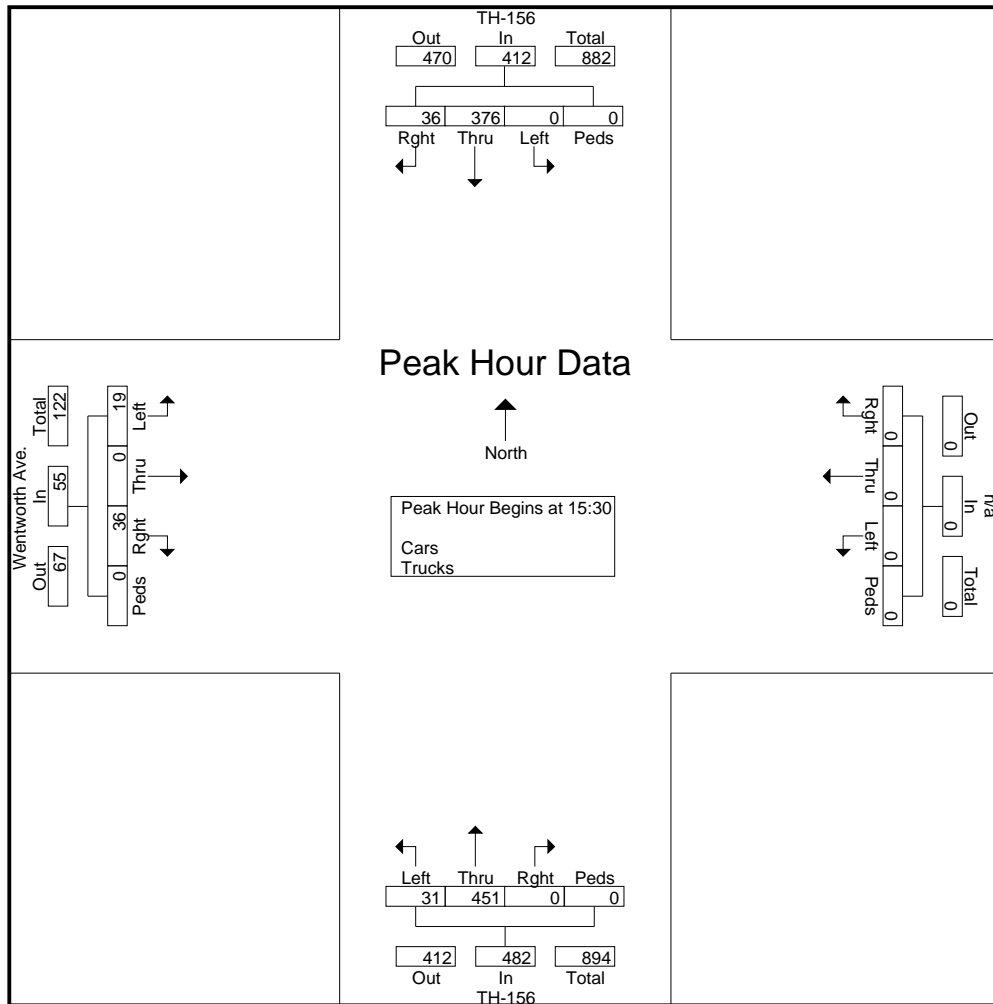 TH-156
Out In Total
470 412 882
36 376 0 0
Rght Thru Left Peds
Peak Hour Data
North
Peak Hour Begins at 15:30
Cars
Trucks
Wentworth Ave.
Out In Total
67 55 122
Left Thru Rght Peds
19 0 36 0
n/a
Out In Total
0 0 0
Rght Thru Left Peds
0 0 0 0
Left Thru Rght Peds
31 451 0 0
412 482 894
Out In Total
TH-156